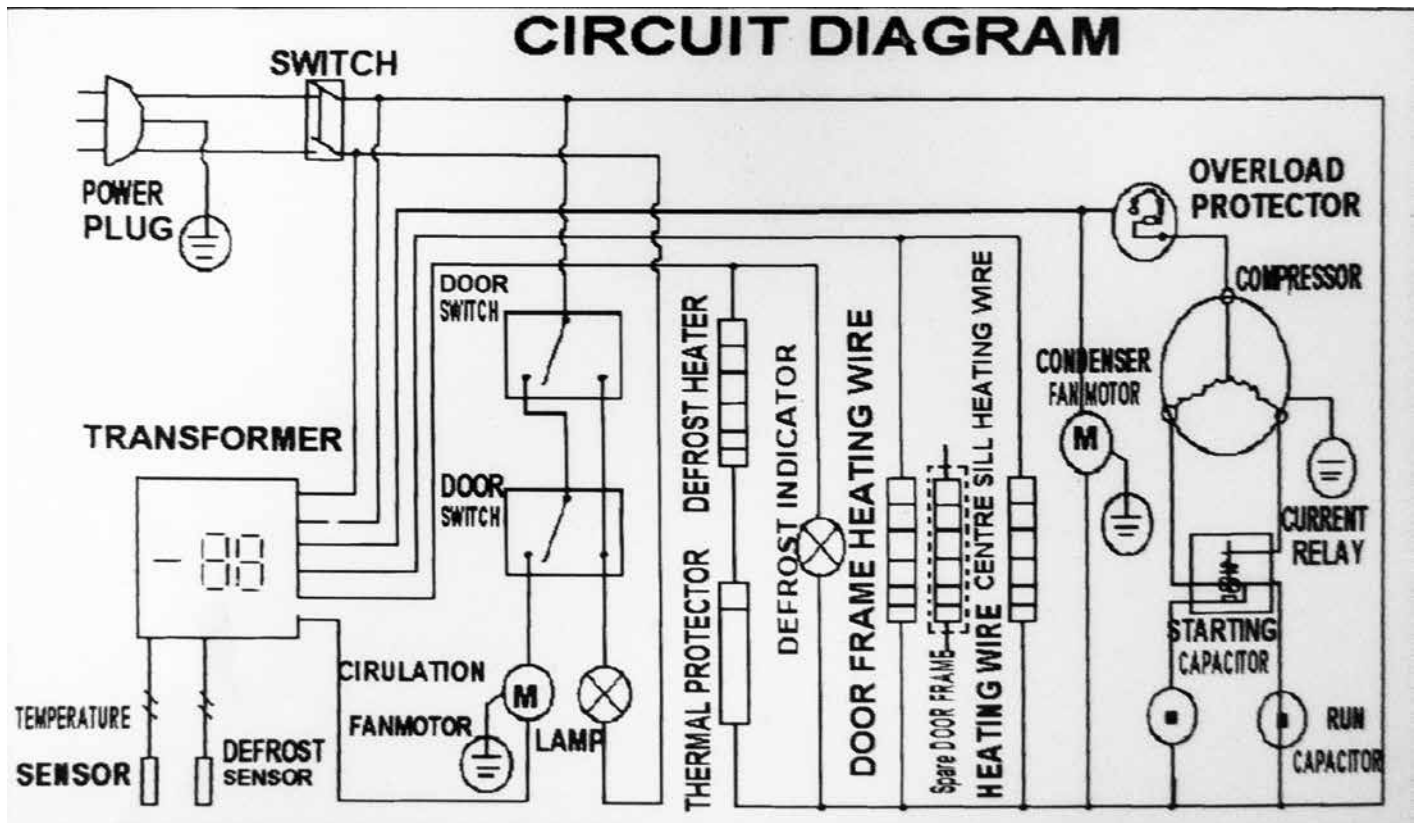 CIRCUIT DIAGRAM
SWITCH
POWER
PLUG
OVERLOAD
PROTECTOR
COMPRESSOR
DOOR
SWITCH
CONDENSER
FAN MOTOR
M
TRANSFORMER
-88
DOOR
SWITCH
DEFROST HEATER
THERMAL PROTECTOR
DEFROST INDICATOR
DOOR FRAME HEATING WIRE
Spare DOOR FRAME
HEATING WIRE
CENTRE SILL HEATING WIRE
CURRENT
RELAY
STARTING
CAPACITOR
RUN
CAPACITOR
CIRULATION
FANMOTOR
M
LAMP
TEMPERATURE
SENSOR
DEFROST
SENSOR